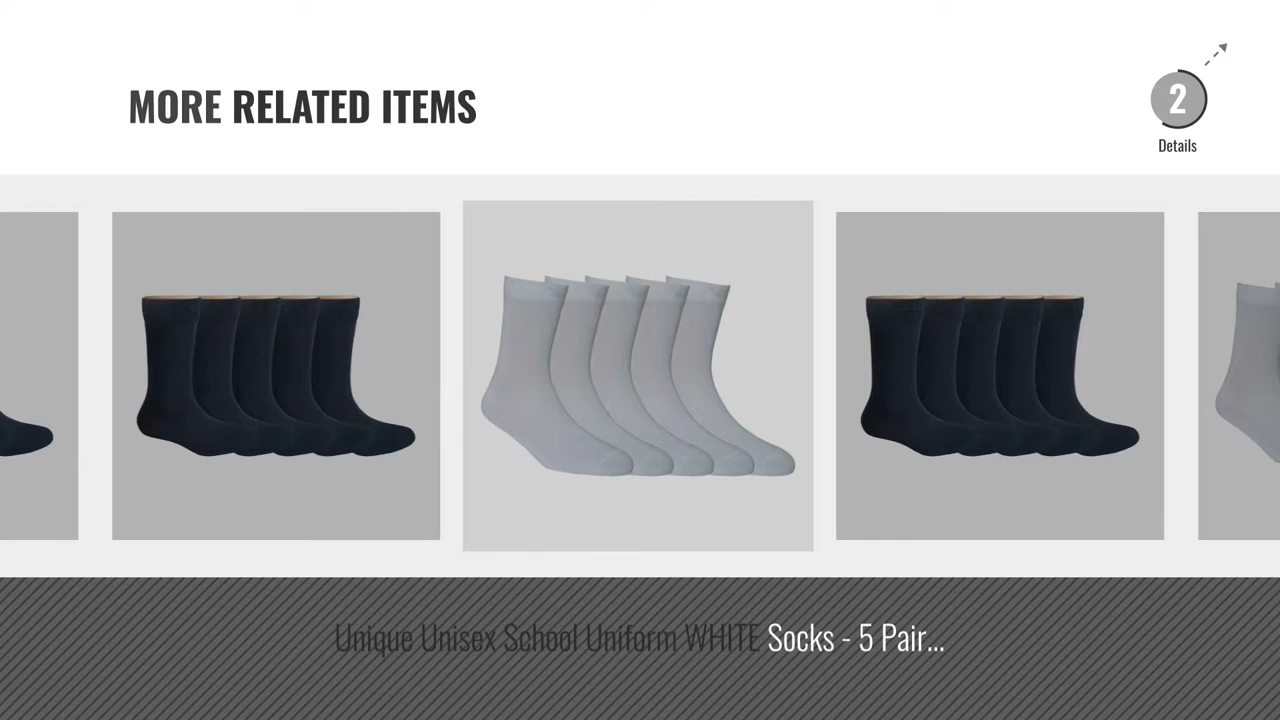 MORE RELATED ITEMS
2
Details
Unique Unisex School Uniform WHITE Socks - 5 Pair...